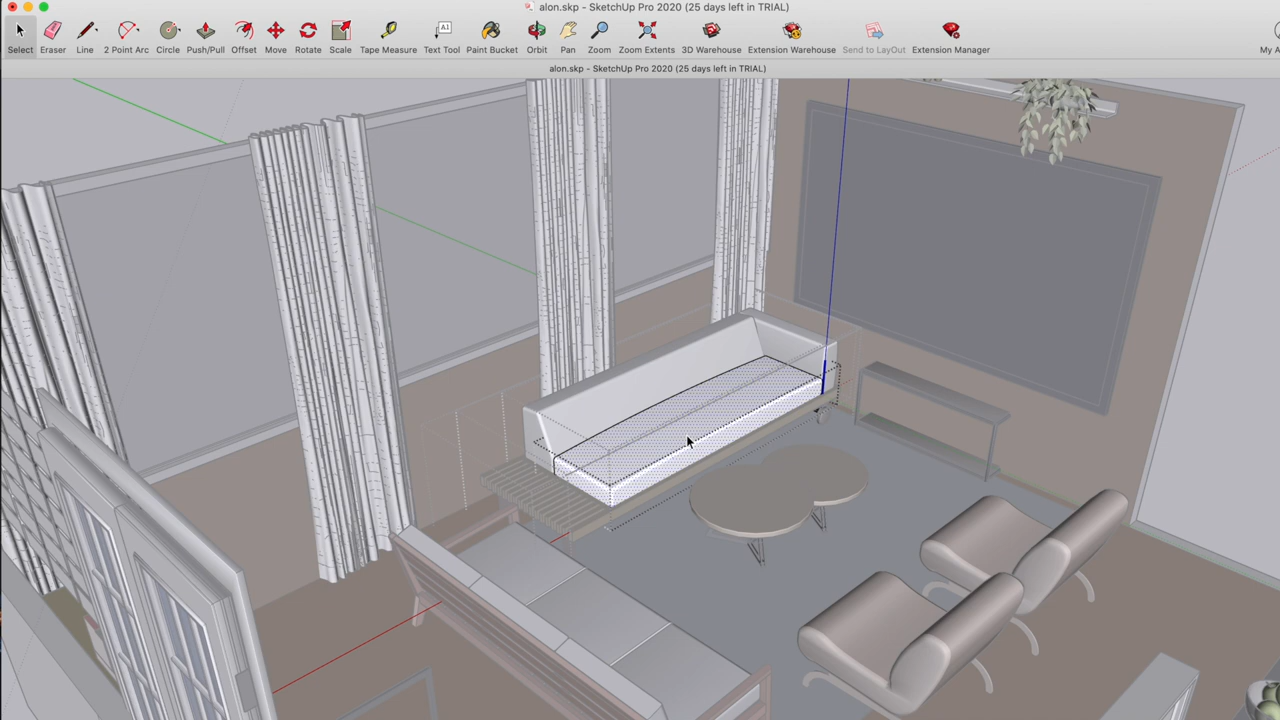 alon.skp - SketchUp Pro 2020 (25 days left in TRIAL)
Select Eraser Line 2 Point Arc Circle Push/Pull Offset Move Rotate Scale Tape Measure Text Tool Paint Bucket Orbit Pan Zoom Zoom Extents 3D Warehouse Extension Warehouse Send to LayOut Extension Manager My A
alon.skp - SketchUp Pro 2020 (25 days left in TRIAL)